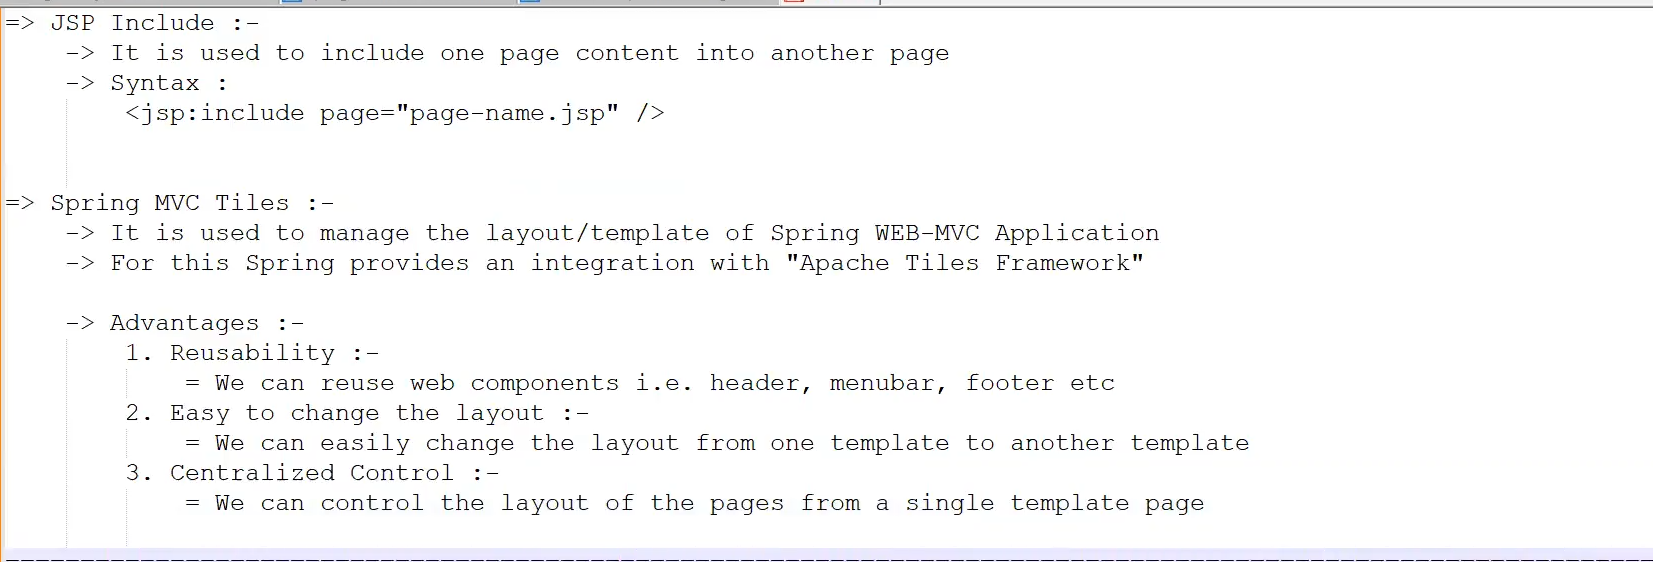 => JSP Include :-
-> It is used to include one page content into another page
-> Syntax :
<jsp:include page="page-name.jsp" />
=> Spring MVC Tiles :-
-> It is used to manage the layout/template of Spring WEB-MVC Application
-> For this Spring provides an integration with "Apache Tiles Framework"
-> Advantages :-
1. Reusability :-
= We can reuse web components i.e. header, menubar, footer etc
2. Easy to change the layout :-
= We can easily change the layout from one template to another template
3. Centralized Control :-
= We can control the layout of the pages from a single template page